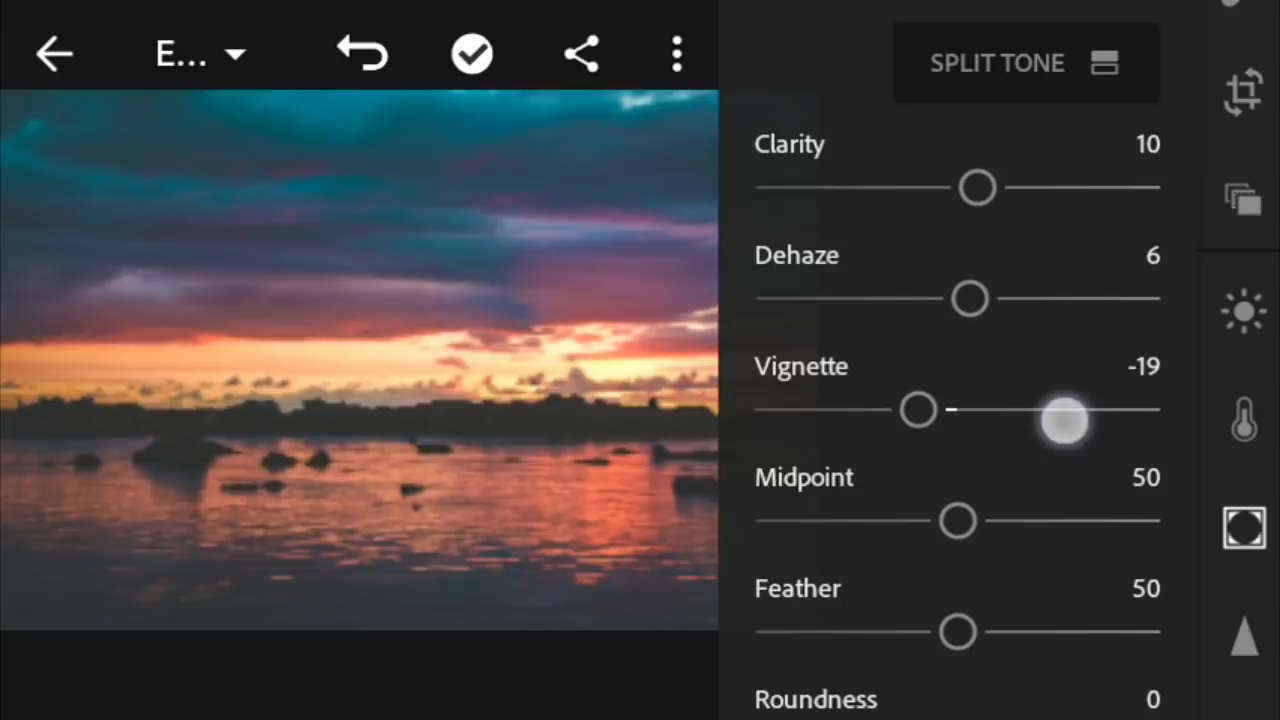 E...
SPLIT TONE
Clarity 10
Dehaze 6
Vignette -19
Midpoint 50
Feather 50
Roundness 0